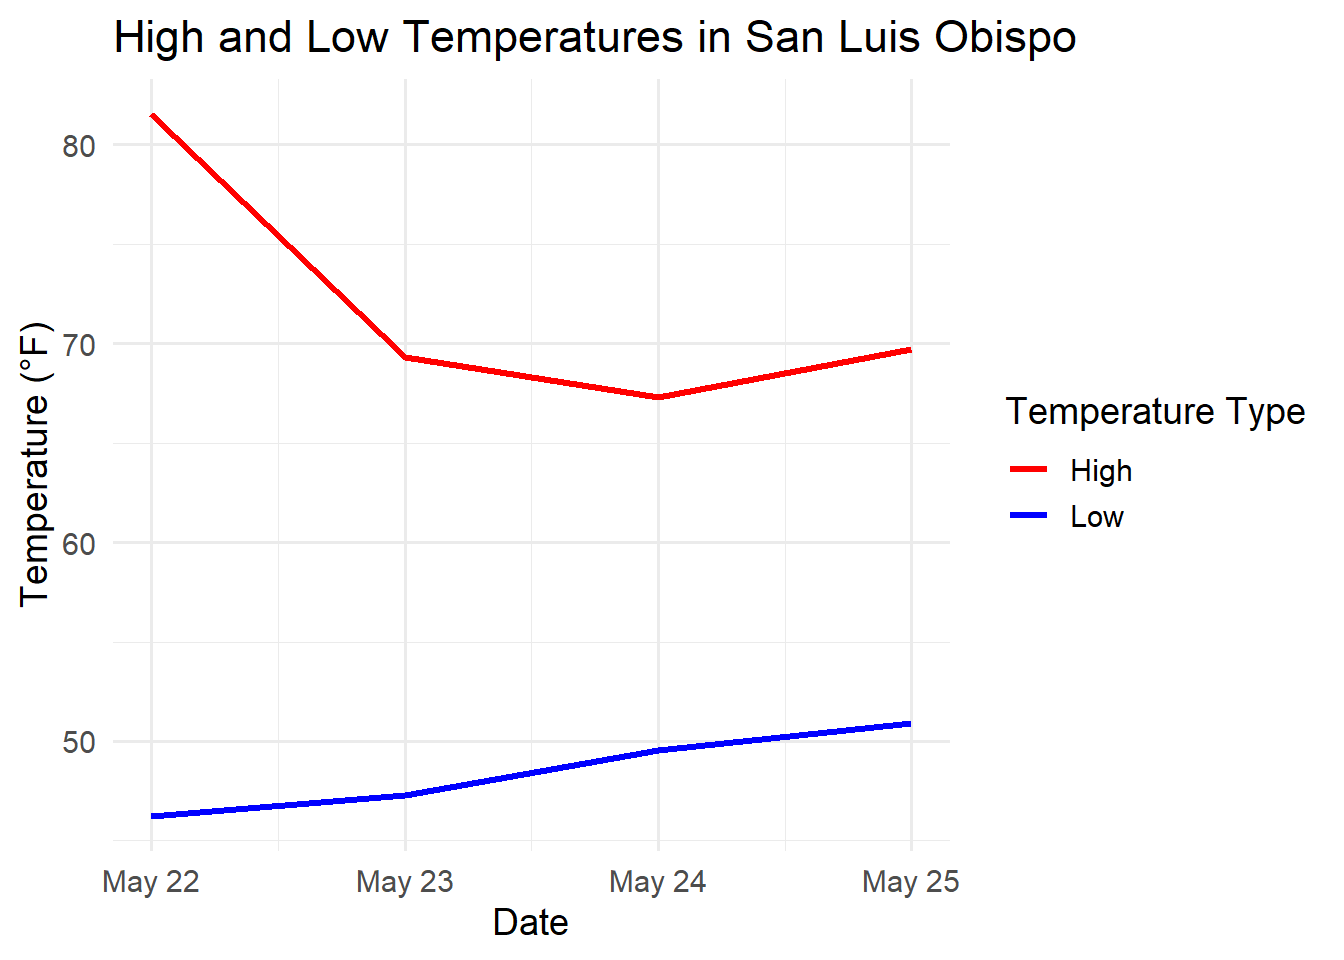 High and Low Temperatures in San Luis Obispo
80
70
60
50
Temperature (°F)
May 22
May 23
May 24
May 25
Date
Temperature Type
High
Low